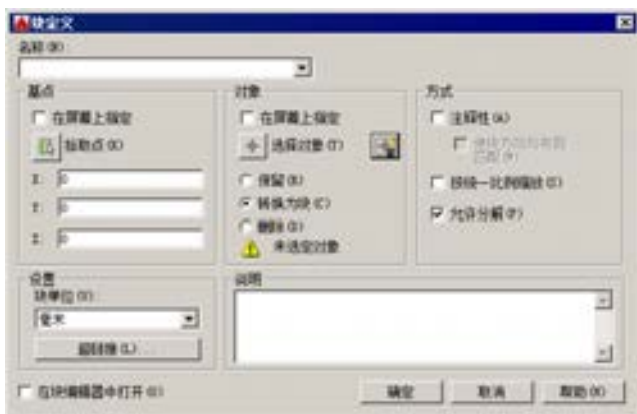 块定义
名称(N)
基点
在屏幕上指定
拾取点(K)
X: 0
Y: 0
Z: 0
对象
在屏幕上指定
选择对象(T)
保留(R)
转换为块(C)
删除(D)
未选定对象
方式
注释性(A)
按统一比例缩放(S)
允许分解(P)
设置
块单位(U):
毫米
超链接(L)...
说明
在块编辑器中打开(O)
确定
取消
帮助(H)